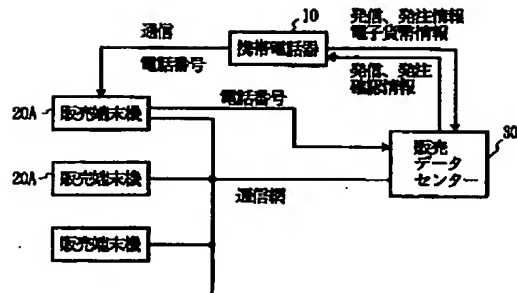 10
発信、発注情報
電子貨幣情報
通信
携帯電話器
電話番号
発信、発注
確認情報
20A
販売端末機
電話番号
30
販売
データ
センター
20A
販売端末機
通信網
販売端末機